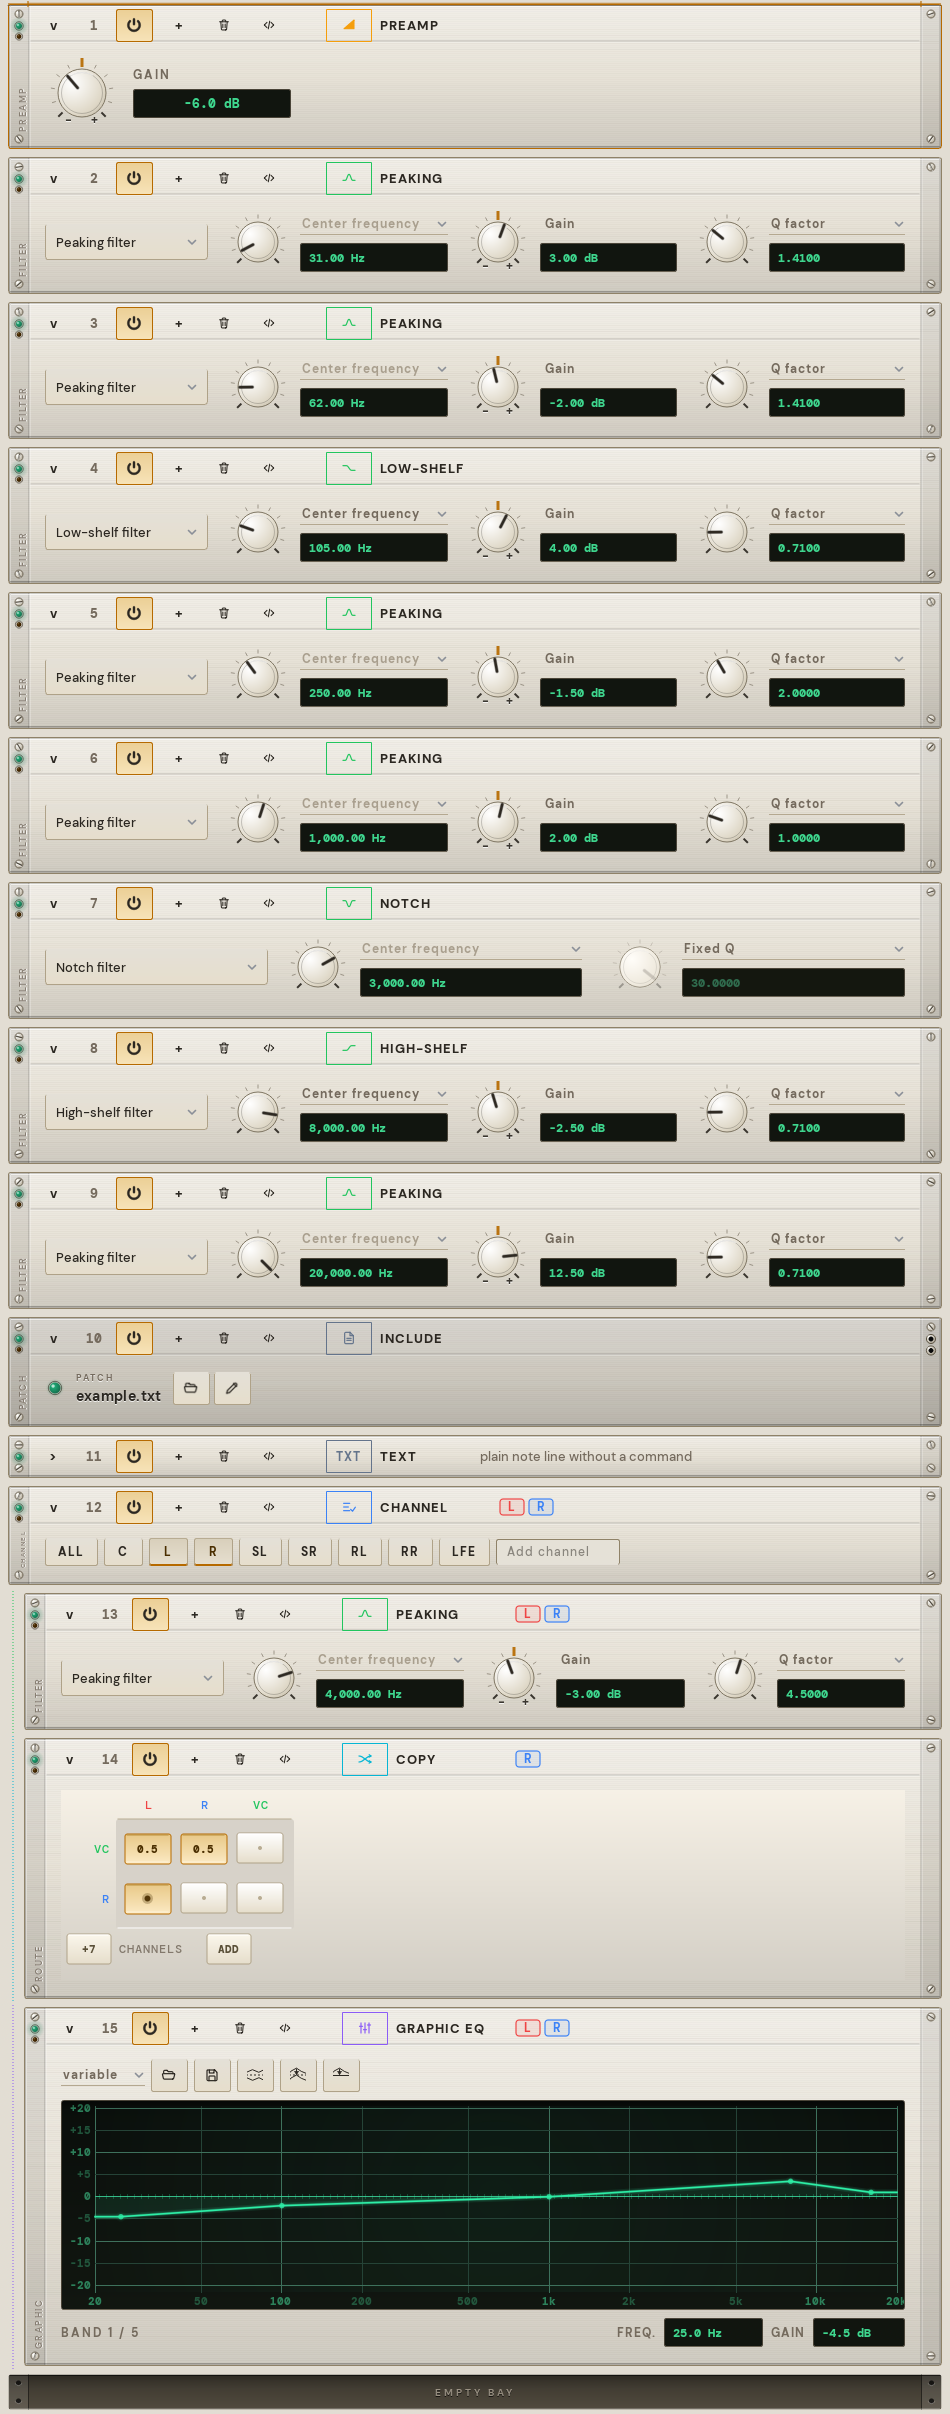 v 1 + </> PREAMP
GAIN
-6.0 dB
- +
PREAMP
v 2 + </> PEAKING
Peaking filter Center frequency Gain Q factor
31.00 Hz 3.00 dB 1.4100
- +
FILTER
v 3 + </> PEAKING
Peaking filter Center frequency Gain Q factor
62.00 Hz -2.00 dB 1.4100
- +
FILTER
v 4 + </> LOW-SHELF
Low-shelf filter Center frequency Gain Q factor
105.00 Hz 4.00 dB 0.7100
- +
FILTER
v 5 + </> PEAKING
Peaking filter Center frequency Gain Q factor
250.00 Hz -1.50 dB 2.0000
- +
FILTER
v 6 + </> PEAKING
Peaking filter Center frequency Gain Q factor
1,000.00 Hz 2.00 dB 1.0000
- +
FILTER
v 7 + </> NOTCH
Notch filter Center frequency Fixed Q
3,000.00 Hz 30.0000
FILTER
v 8 + </> HIGH-SHELF
High-shelf filter Center frequency Gain Q factor
8,000.00 Hz -2.50 dB 0.7100
- +
FILTER
v 9 + </> PEAKING
Peaking filter Center frequency Gain Q factor
20,000.00 Hz 12.50 dB 0.7100
- +
FILTER
v 10 + </> INCLUDE
PATCH
example.txt
PATCH
> 11 + </> TXT TEXT plain note line without a command
v 12 + </> CHANNEL L R
ALL C L R SL SR RL RR LFE Add channel
CHANNEL
v 13 + </> PEAKING L R
Peaking filter Center frequency Gain Q factor
4,000.00 Hz -3.00 dB 4.5000
- +
FILTER
v 14 + </> COPY R
L R VC
VC 0.5 0.5
R
+7 CHANNELS ADD
ROUTE
v 15 + </> GRAPHIC EQ L R
variable
+20
+15
+10
+5
0
-5
-10
-15
-20
20 50 100 200 500 1k 2k 5k 10k 20k
BAND 1 / 5 FREQ. 25.0 Hz GAIN -4.5 dB
GRAPHIC
EMPTY BAY